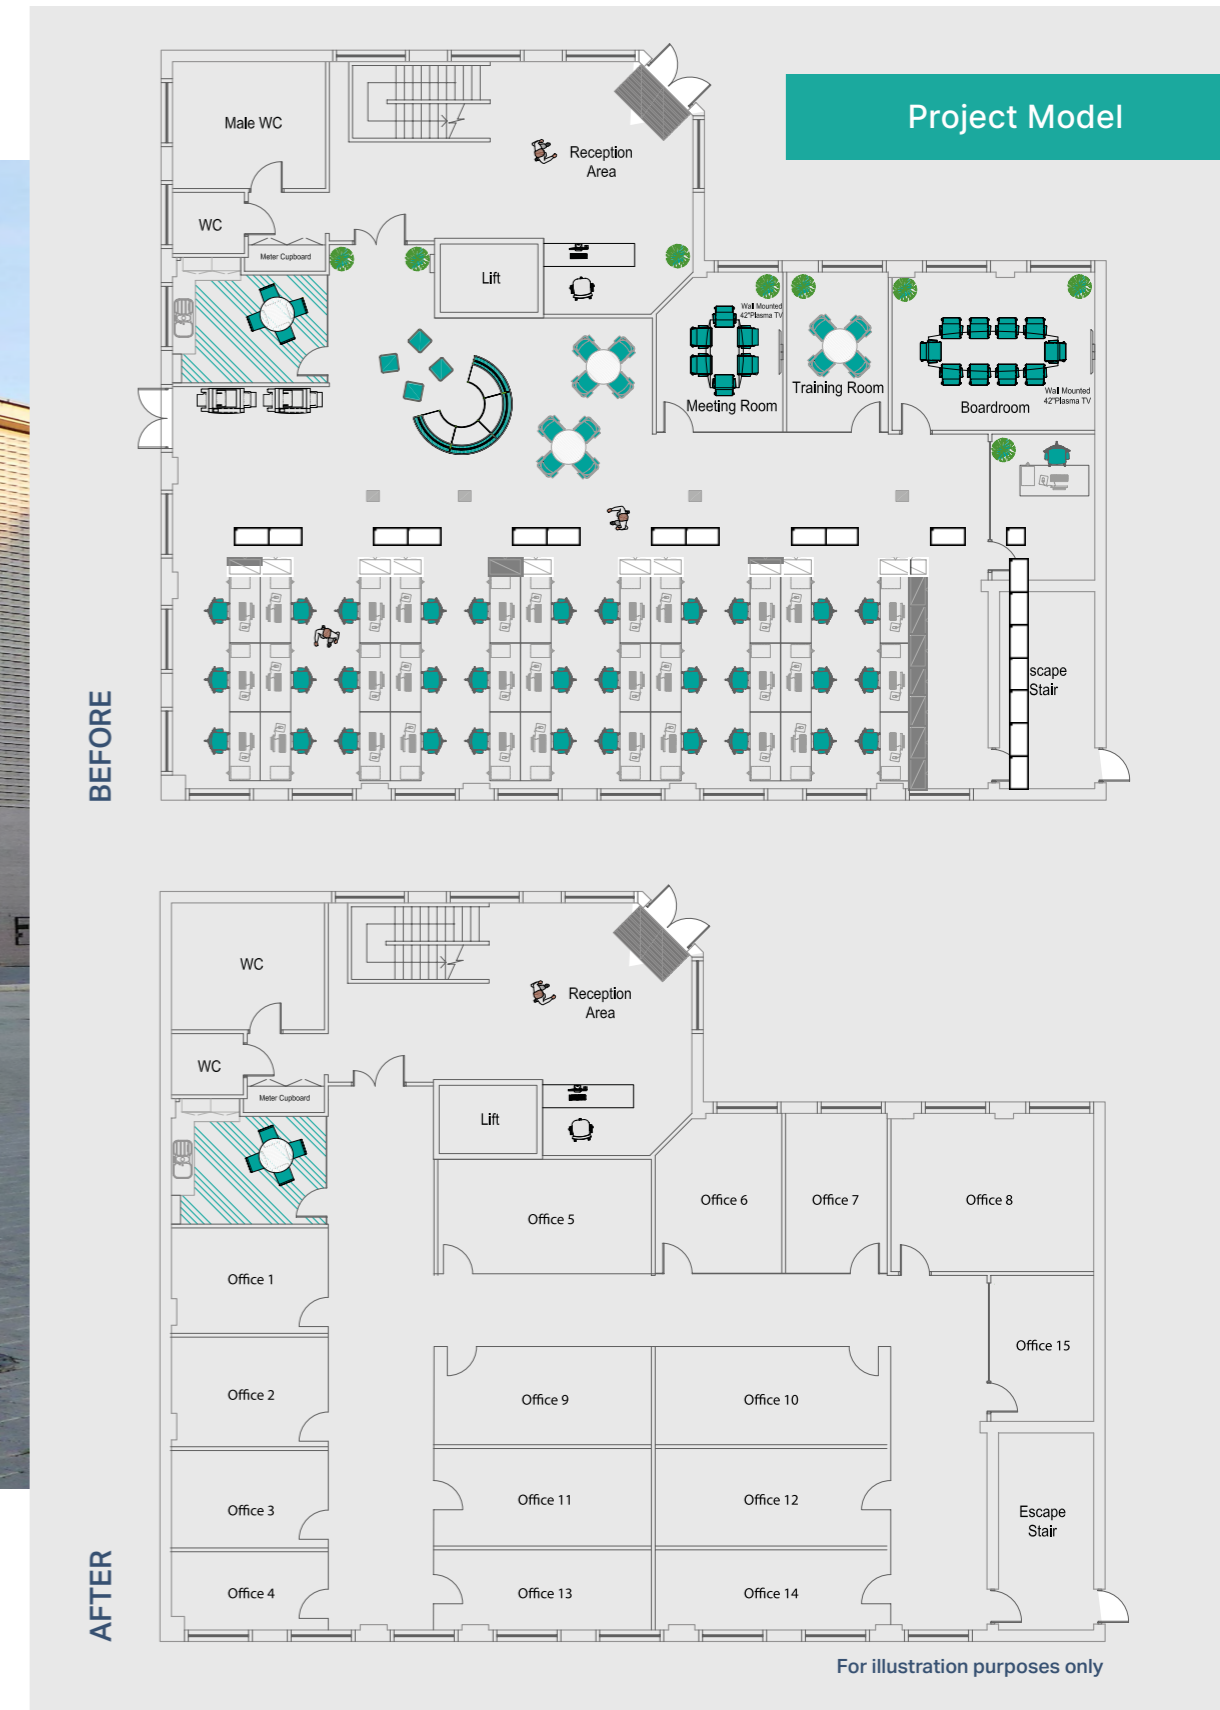 Project Model
BEFORE
Male WC
Reception
Area
WC
Meter Cupboard
Lift
Wall Mounted
42"Plasma TV
Meeting Room
Training Room
Boardroom
Wall Mounted
42"Plasma TV
scape
Stair
AFTER
WC
Reception
Area
WC
Meter Cupboard
Lift
Office 5
Office 6
Office 7
Office 8
Office 1
Office 2
Office 3
Office 4
Office 9
Office 10
Office 11
Office 12
Office 13
Office 14
Office 15
Escape
Stair
For illustration purposes only